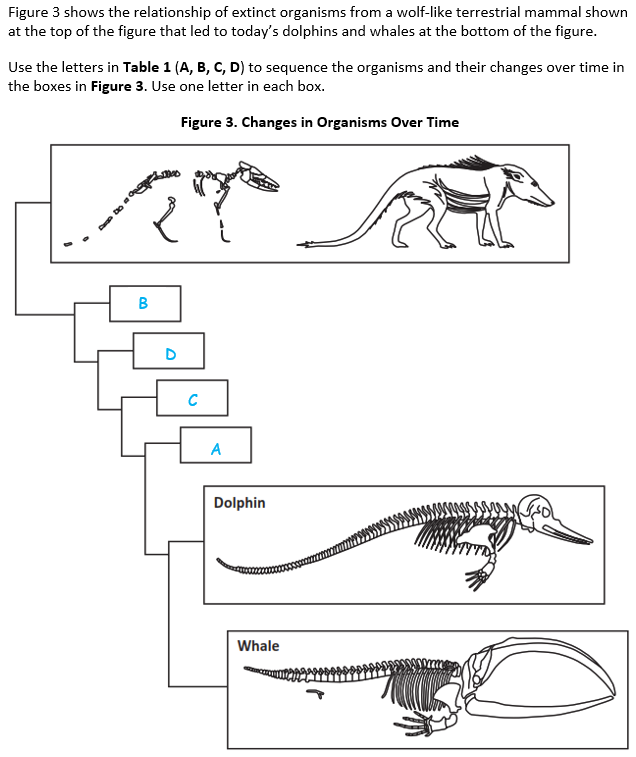 Figure 3 shows the relationship of extinct organisms from a wolf-like terrestrial mammal shown
at the top of the figure that led to today’s dolphins and whales at the bottom of the figure.
Use the letters in Table 1 (A, B, C, D) to sequence the organisms and their changes over time in
the boxes in Figure 3. Use one letter in each box.
Figure 3. Changes in Organisms Over Time
B
D
C
A
Dolphin
Whale